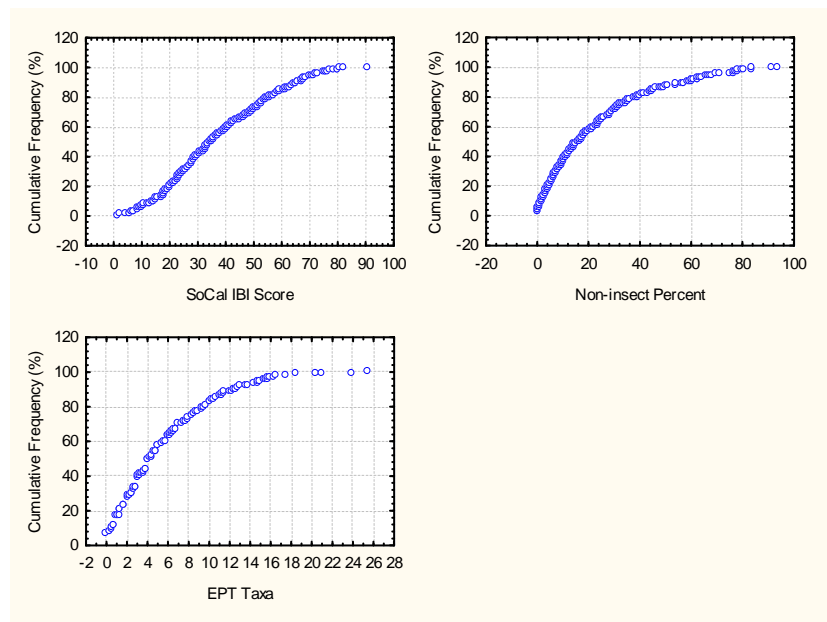 Cumulative Frequency (%)
120
100
80
60
40
20
0
-20
-10 0 10 20 30 40 50 60 70 80 90 100
SoCal IBI Score
Cumulative Frequency (%)
120
100
80
60
40
20
0
-20
-20 0 20 40 60 80 100
Non-insect Percent
Cumulative Frequency (%)
120
100
80
60
40
20
0
-2 0 2 4 6 8 10 12 14 16 18 20 22 24 26 28
EPT Taxa